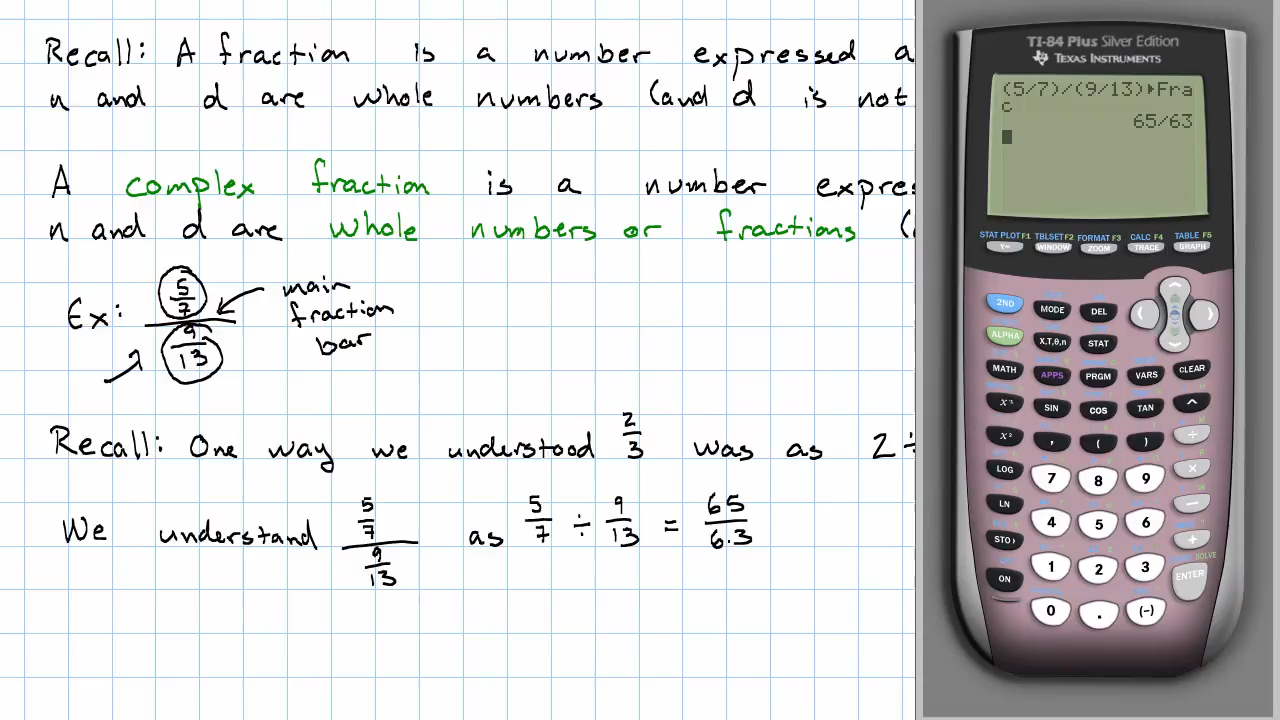 Recall: A fraction is a number expressed a
n and d are whole numbers (and d is not
A complex fraction is a number expres
n and d are whole numbers or fractions (
Ex: 5/7 / 9/13 main fraction bar
Recall: One way we understood 2/3 was as 2 ÷
We understand 5/7 / 9/13 as 5/7 ÷ 9/13 = 65/6.3
TI-84 Plus Silver Edition
TEXAS INSTRUMENTS
(5/7)/(9/13)▸Fra
c
65/63
STAT PLOT F1 TBLSET F2 FORMAT F3 CALC F4 TABLE F5
Y= WINDOW ZOOM TRACE GRAPH
2ND MODE DEL
ALPHA X,T,θ,n STAT
MATH APPS PRGM VARS CLEAR
SIN COS TAN ^
x² , ( ) ÷
LOG 7 8 9 ×
LN 4 5 6 −
STO▸ 1 2 3 +
ON 0 . (−) SOLVE ENTER